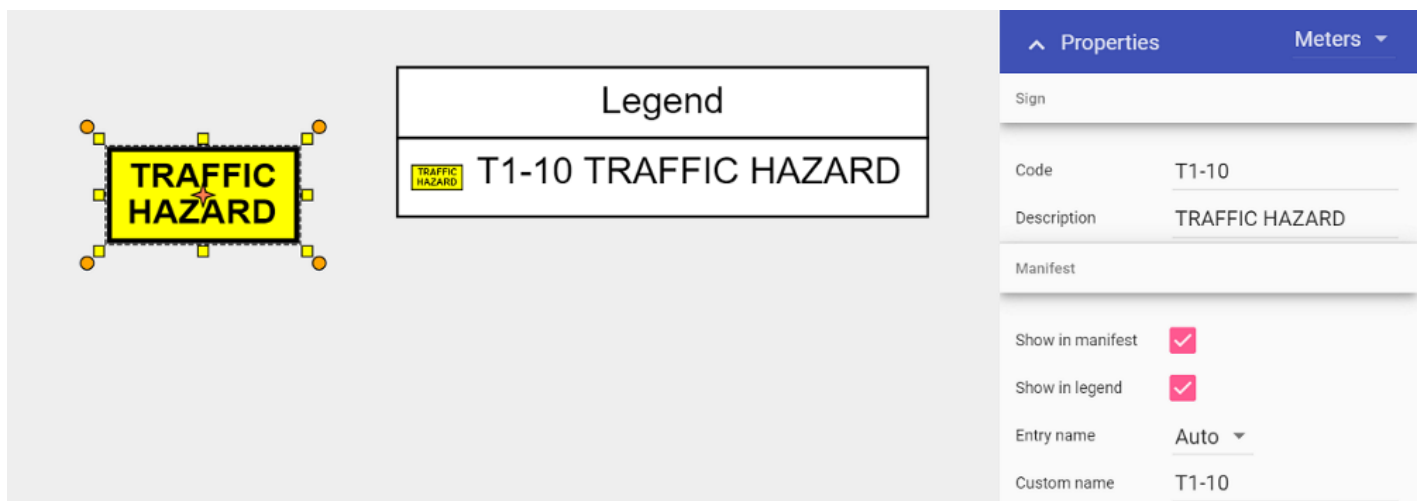 TRAFFIC
HAZARD
Legend
TRAFFIC
HAZARD
T1-10 TRAFFIC HAZARD
Properties
Meters
Sign
Code
T1-10
Description
TRAFFIC HAZARD
Manifest
Show in manifest
Show in legend
Entry name
Auto
Custom name
T1-10